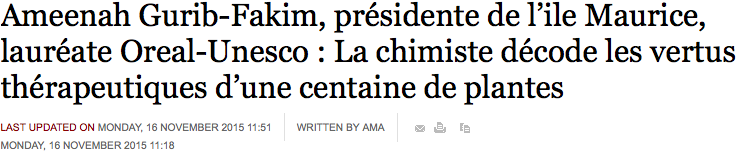 Ameenah Gurib-Fakim, présidente de l’ile Maurice,
lauréate Oreal-Unesco : La chimiste décode les vertus
thérapeutiques d’une centaine de plantes
LAST UPDATED ON MONDAY, 16 NOVEMBER 2015 11:51 WRITTEN BY AMA
MONDAY, 16 NOVEMBER 2015 11:18